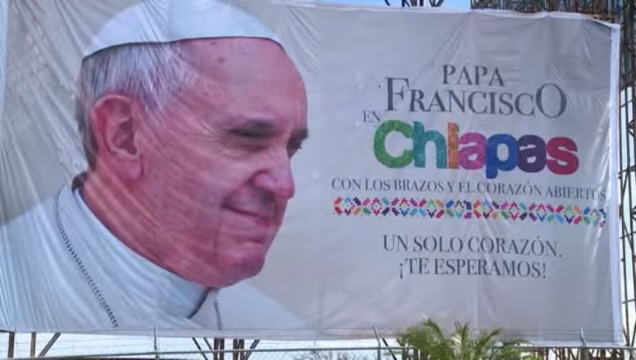 PAPA
FRANCISCO
EN
Chiapas
CON LOS BRAZOS Y EL CORAZÓN ABIERTOS
UN SOLO CORAZÓN.
¡TE ESPERAMOS!